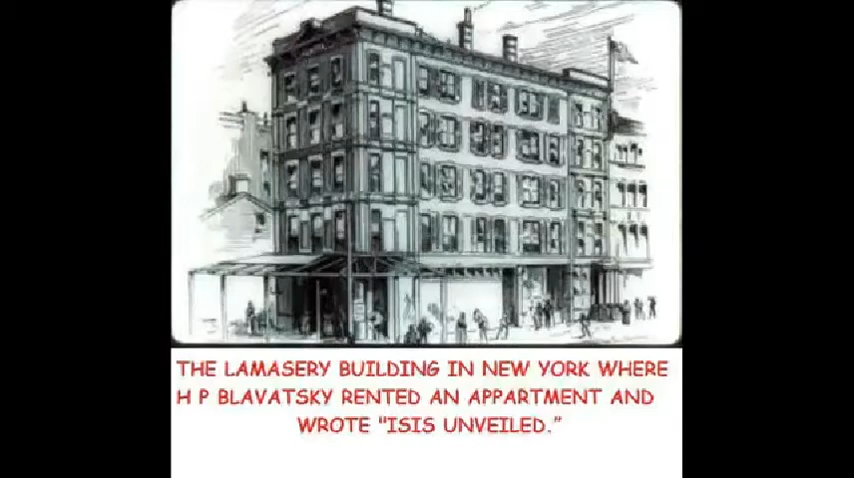 THE LAMASERY BUILDING IN NEW YORK WHERE
H P BLAVATSKY RENTED AN APPARTMENT AND
WROTE "ISIS UNVEILED."